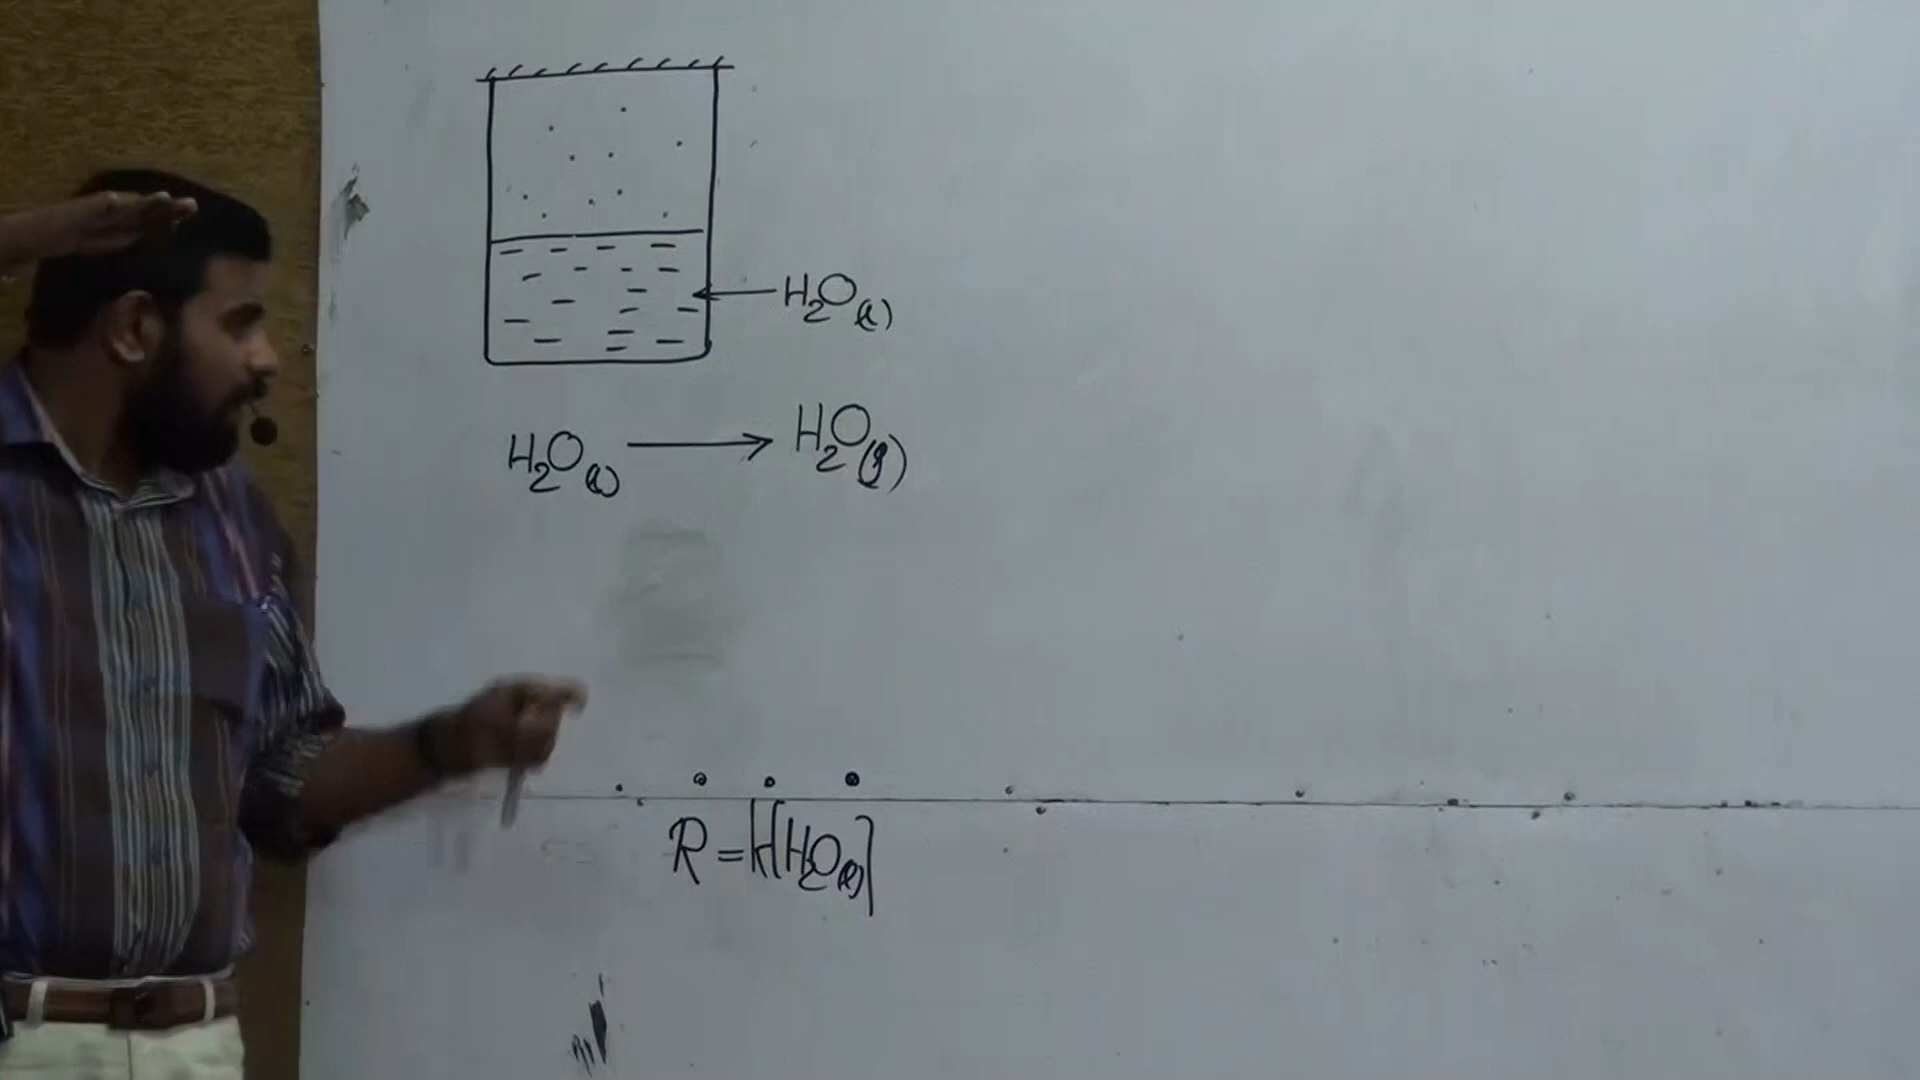 H₂O(l)
H₂O(l) ⟶ H₂O(g)
R = K[H₂O(l)]